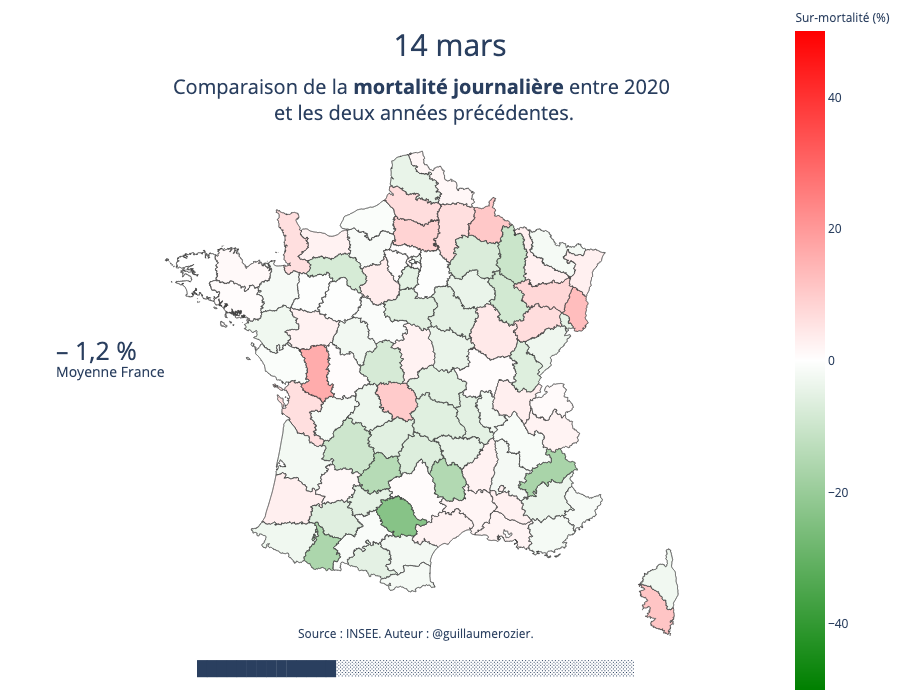 Sur-mortalité (%)
14 mars
Comparaison de la mortalité journalière entre 2020
et les deux années précédentes.
40
20
0
−20
−40
– 1,2 %
Moyenne France
Source : INSEE. Auteur : @guillaumerozier.